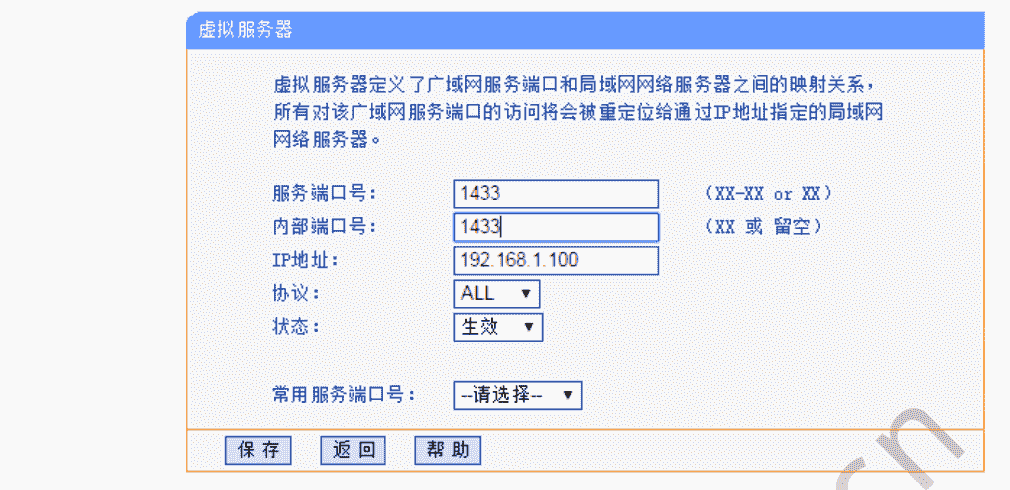 虚拟服务器
虚拟服务器定义了广域网服务端口和局域网网络服务器之间的映射关系，
所有对该广域网服务端口的访问将会被重定位给通过IP地址指定的局域网
网络服务器。
服务端口号： 1433 （XX-XX or XX）
内部端口号： 1433 （XX 或 留空）
IP地址： 192.168.1.100
协议： ALL
状态： 生效
常用服务端口号： --请选择--
保 存 返 回 帮 助
cn